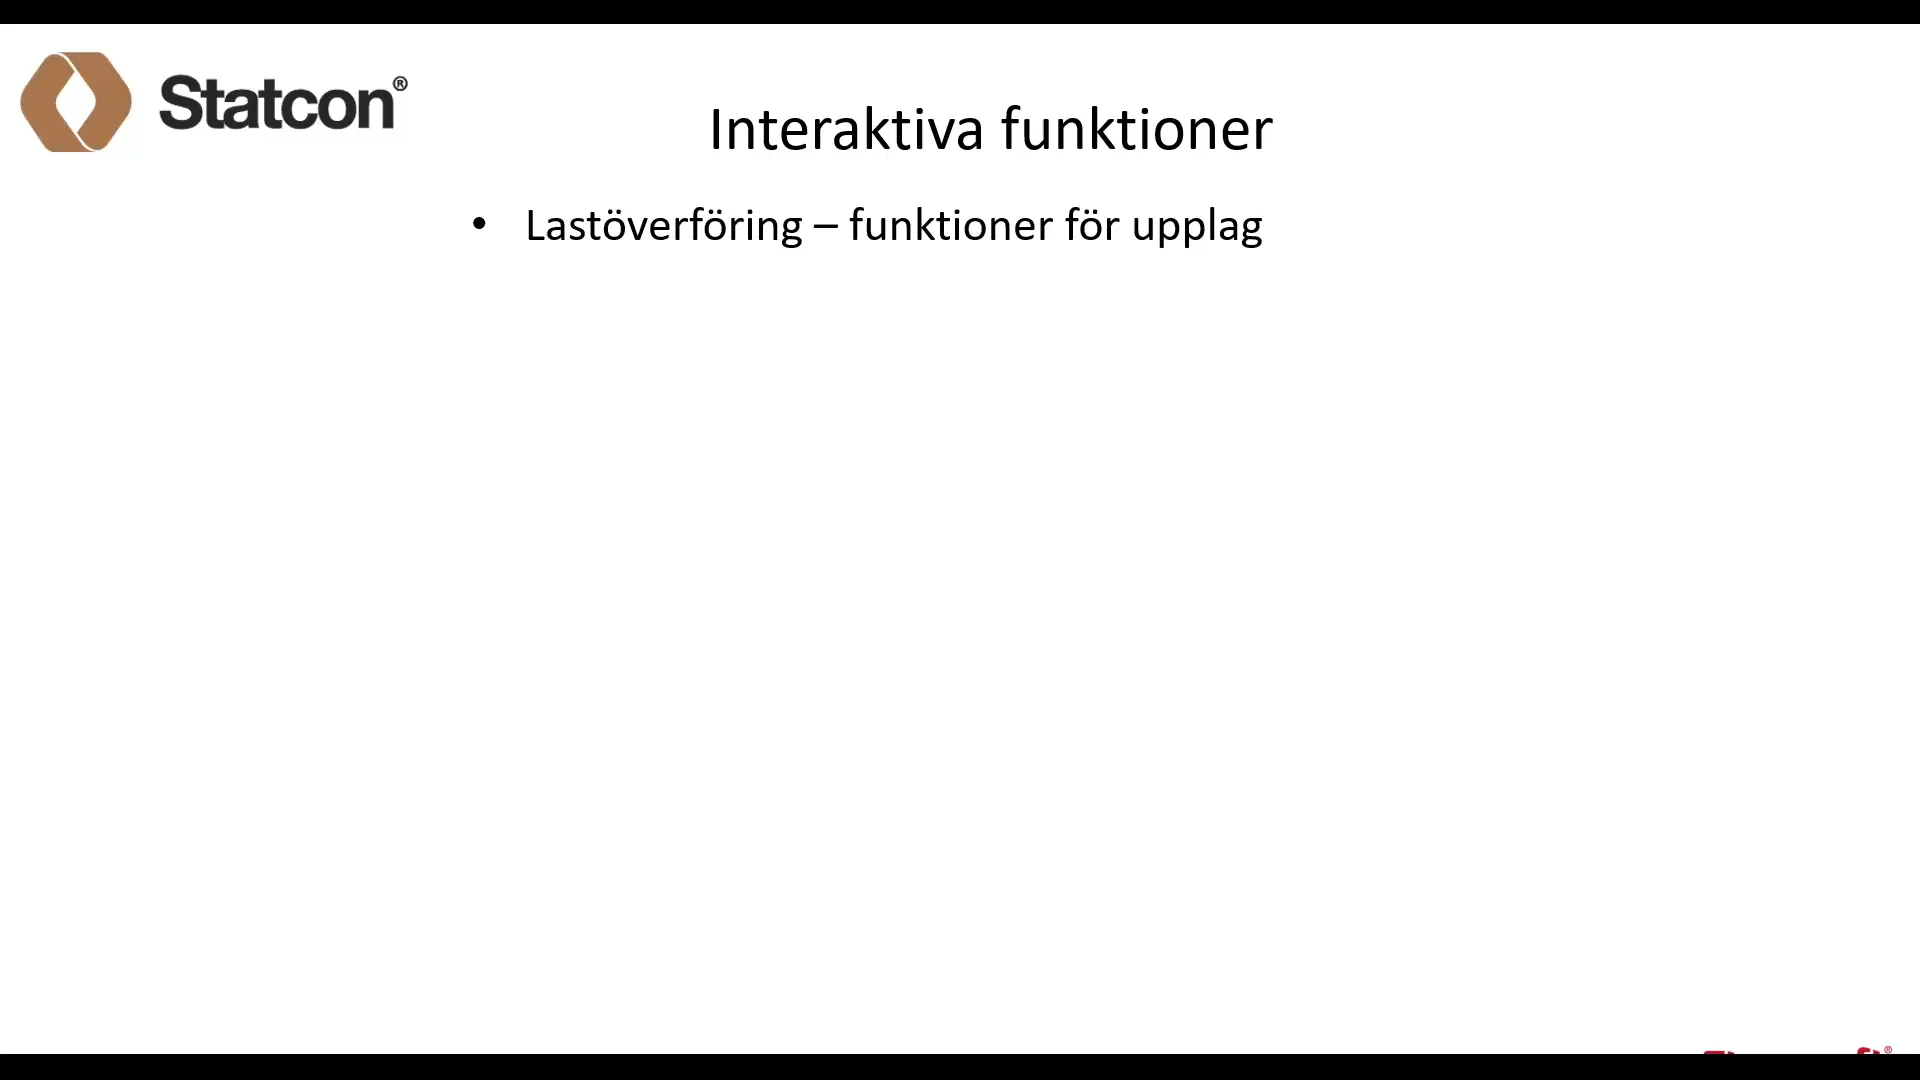 Statcon®
Interaktiva funktioner
• Lastöverföring – funktioner för upplag